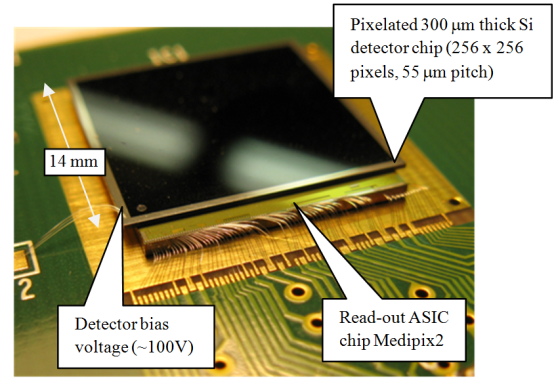 Pixelated 300 μm thick Si
detector chip (256 x 256
pixels, 55 μm pitch)
14 mm
2
Detector bias
voltage (~100V)
Read-out ASIC
chip Medipix2